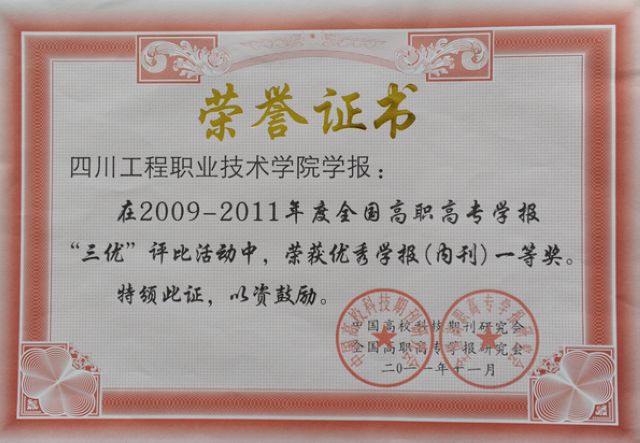 荣誉证书
四川工程职业技术学院学报：
在2009-2011年度全国高职高专学报
“三优”评比活动中，荣获优秀学报(内刊)一等奖。
特颁此证，以资鼓励。
中国高校科技期刊研究会
全国高职高专学报研究会
二〇一一年十一月